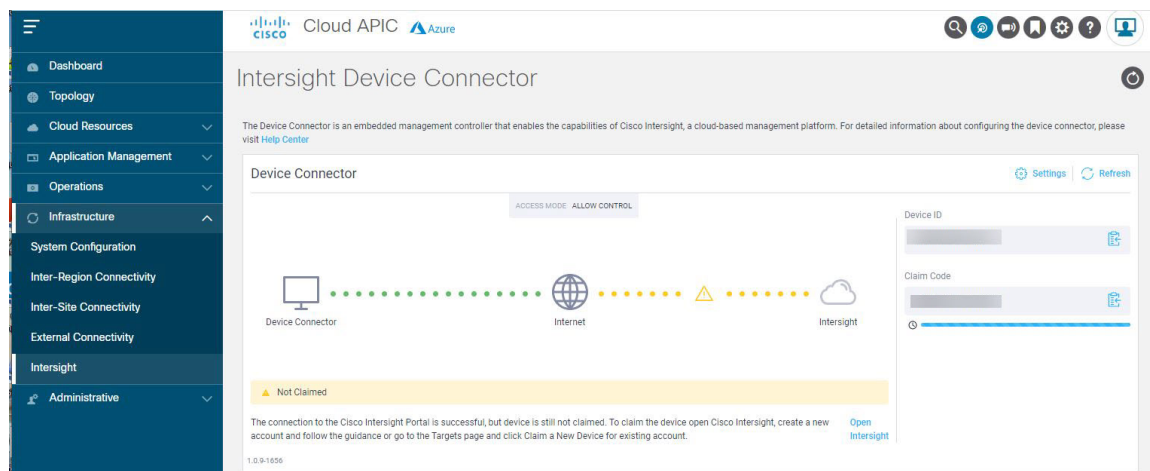 cisco
Cloud APIC
Azure
Dashboard
Topology
Cloud Resources
Application Management
Operations
Infrastructure
System Configuration
Inter-Region Connectivity
Inter-Site Connectivity
External Connectivity
Intersight
Administrative
Intersight Device Connector
The Device Connector is an embedded management controller that enables the capabilities of Cisco Intersight, a cloud-based management platform. For detailed information about configuring the device connector, please
visit Help Center
Device Connector
Settings
Refresh
ACCESS MODE ALLOW CONTROL
Device Connector
Internet
Intersight
Device ID
Claim Code
Not Claimed
The connection to the Cisco Intersight Portal is successful, but device is still not claimed. To claim the device open Cisco Intersight, create a new
account and follow the guidance or go to the Targets page and click Claim a New Device for existing account.
Open
Intersight
1.0.9-1656